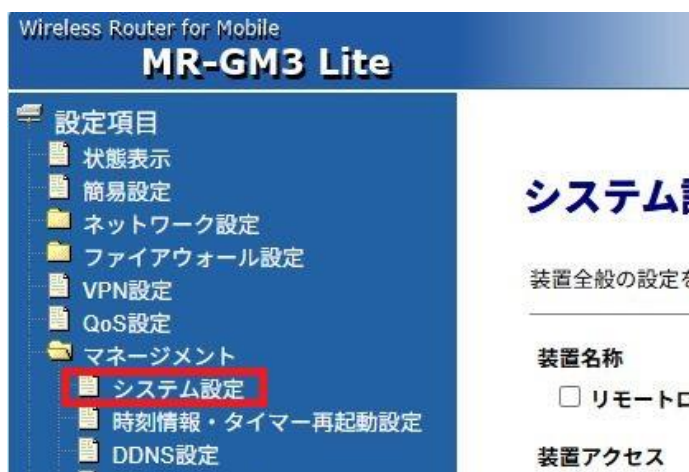 Wireless Router for Mobile
MR-GM3 Lite
設定項目
状態表示
簡易設定
ネットワーク設定
ファイアウォール設定
VPN設定
QoS設定
マネージメント
システム設定
時刻情報・タイマー再起動設定
DDNS設定
システム
装置全般の設定を
装置名称
リモートロ
装置アクセス